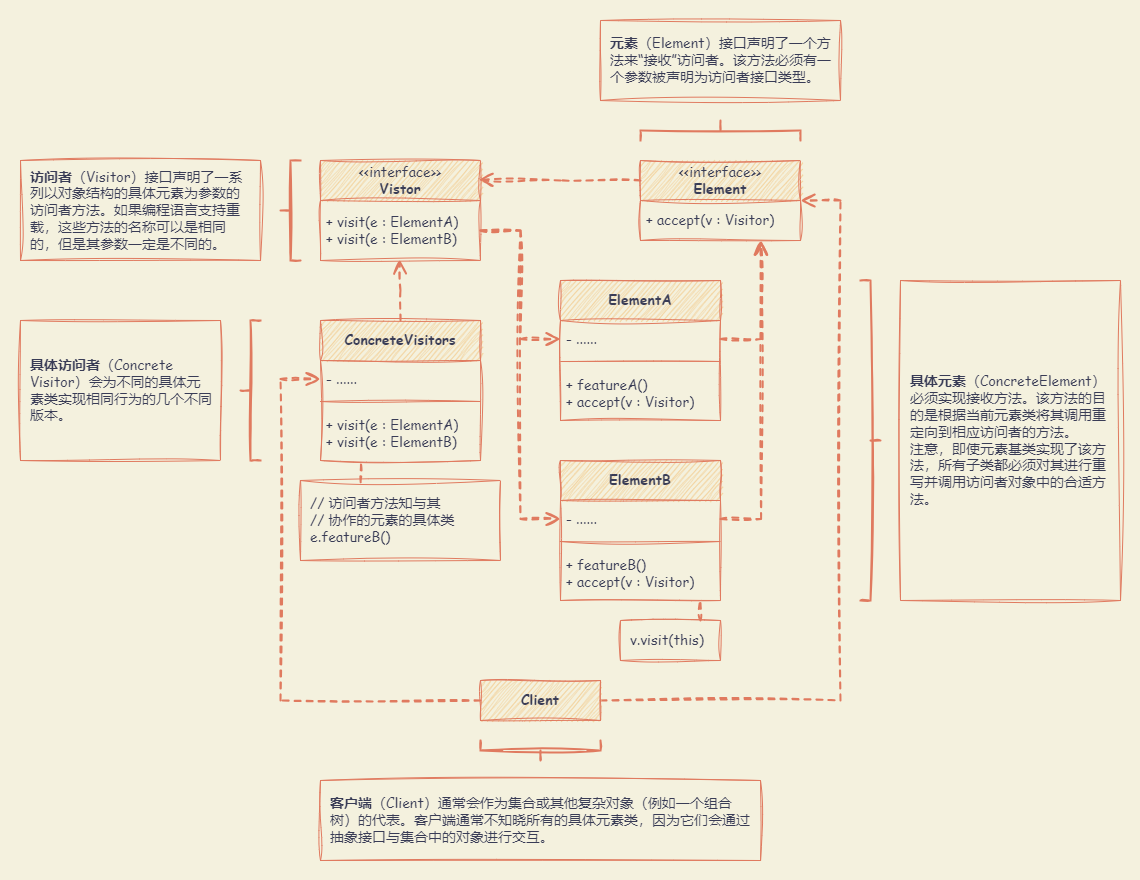 元素（Element）接口声明了一个方
法来“接收”访问者。该方法必须有一
个参数被声明为访问者接口类型。
访问者（Visitor）接口声明了一系
列以对象结构的具体元素为参数的
访问者方法。如果编程语言支持重
载，这些方法的名称可以是相同
的，但是其参数一定是不同的。
<<interface>>
Vistor
+ visit(e : ElementA)
+ visit(e : ElementB)
<<interface>>
Element
+ accept(v : Visitor)
具体访问者（Concrete
Visitor）会为不同的具体元
素类实现相同行为的几个不同
版本。
ConcreteVisitors
- ......
+ visit(e : ElementA)
+ visit(e : ElementB)
// 访问者方法知与其
// 协作的元素的具体类
e.featureB()
ElementA
- ......
+ featureA()
+ accept(v : Visitor)
ElementB
- ......
+ featureB()
+ accept(v : Visitor)
v.visit(this)
具体元素（ConcreteElement）
必须实现接收方法。该方法的目
的是根据当前元素类将其调用重
定向到相应访问者的方法。
注意，即使元素基类实现了该方
法，所有子类都必须对其进行重
写并调用访问者对象中的合适方
法。
Client
客户端（Client）通常会作为集合或其他复杂对象（例如一个组合
树）的代表。客户端通常不知晓所有的具体元素类，因为它们会通过
抽象接口与集合中的对象进行交互。